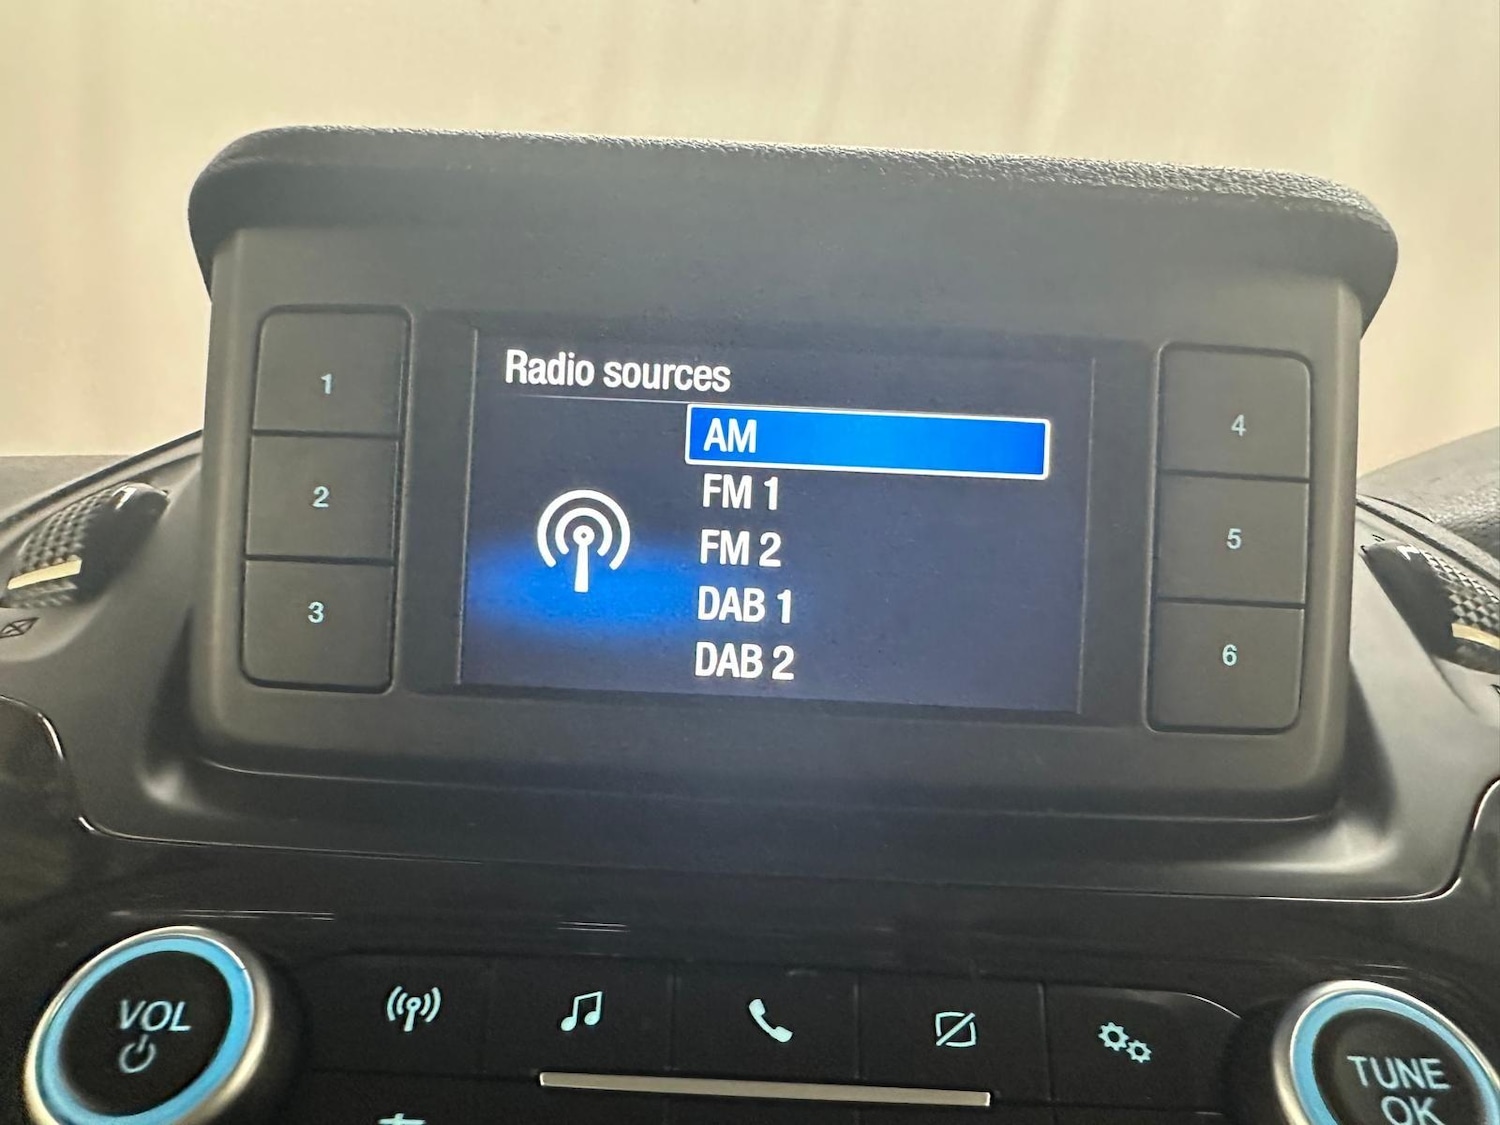 Radio sources
AM
FM 1
FM 2
DAB 1
DAB 2
1
2
3
4
5
6
VOL
TUNE
OK